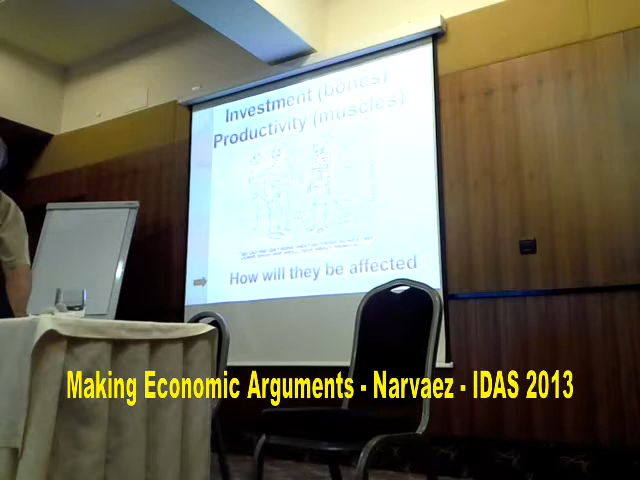 Investment (bones)
Productivity (muscles)
How will they be affected
Making Economic Arguments - Narvaez - IDAS 2013